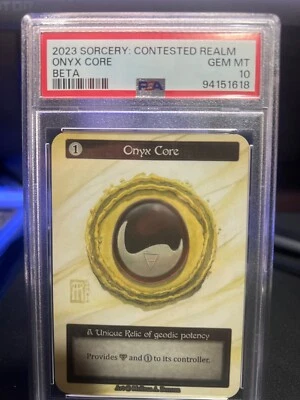 2023 SORCERY: CONTESTED REALM
ONYX CORE GEM MT
BETA 10
PSA 94151618
1 Onyx Core
A Unique Relic of geodic potency
Provides and 1 to its controller.